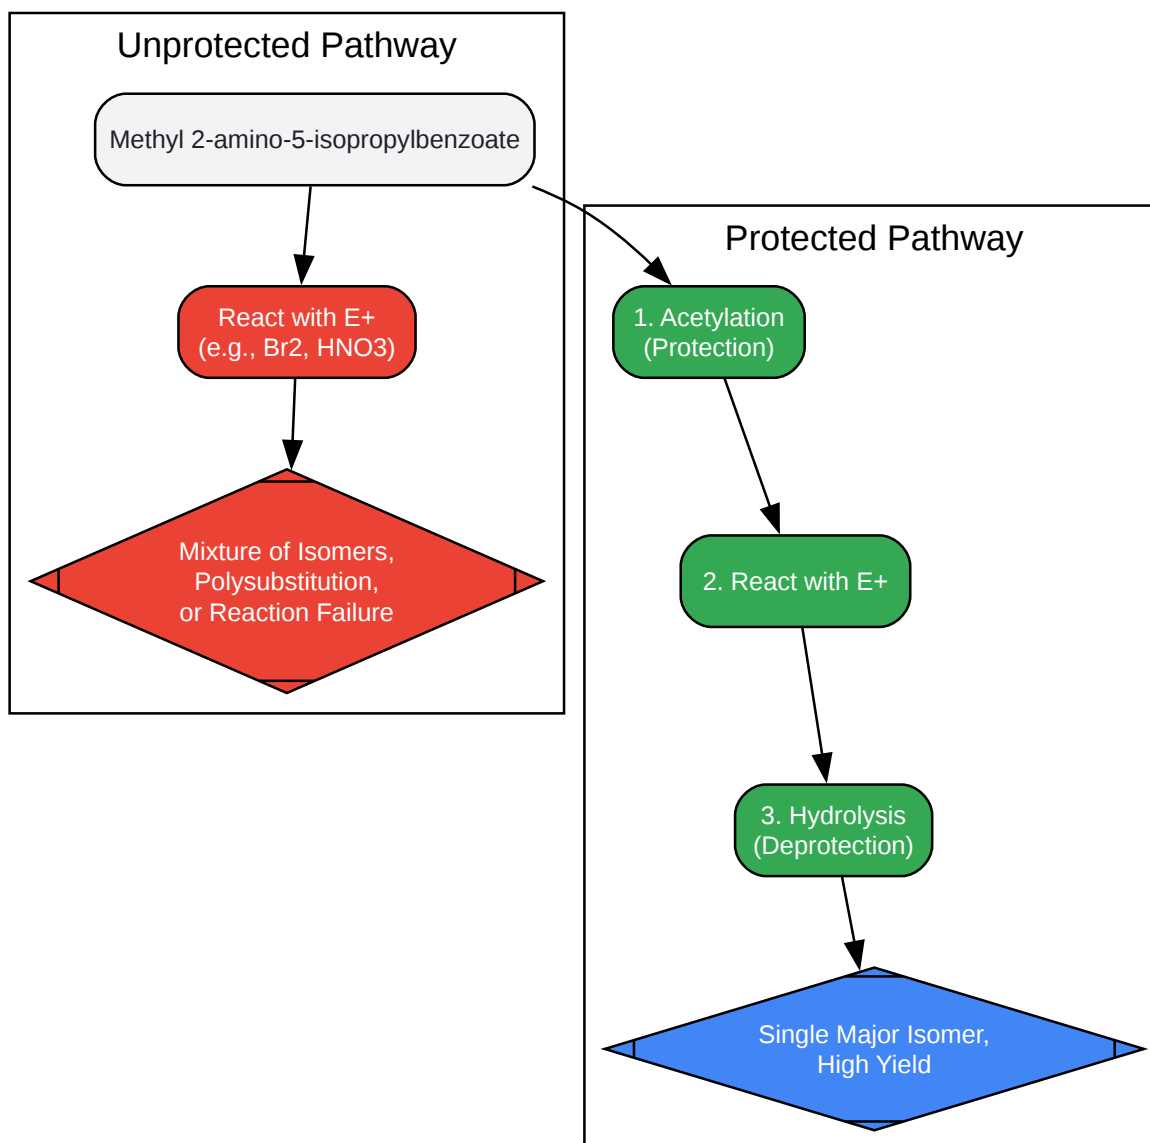 Unprotected Pathway
Methyl 2-amino-5-isopropylbenzoate
React with E+
(e.g., Br2, HNO3)
Mixture of Isomers,
Polysubstitution,
or Reaction Failure
Protected Pathway
1. Acetylation
(Protection)
2. React with E+
3. Hydrolysis
(Deprotection)
Single Major Isomer,
High Yield